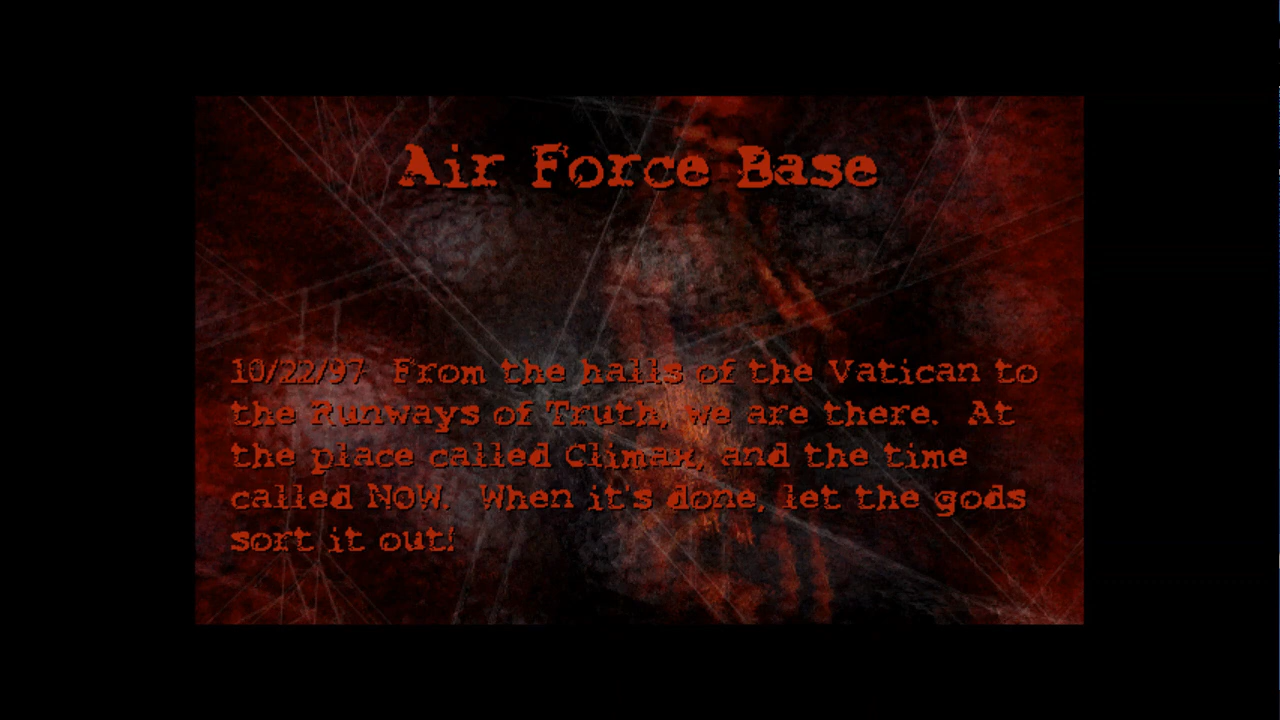 Air Force Base
10/22/97  From the halls of the Vatican to
the Runways of Truth, we are there.  At
the place called Climax, and the time
called NOW.  When it's done, let the gods
sort it out!